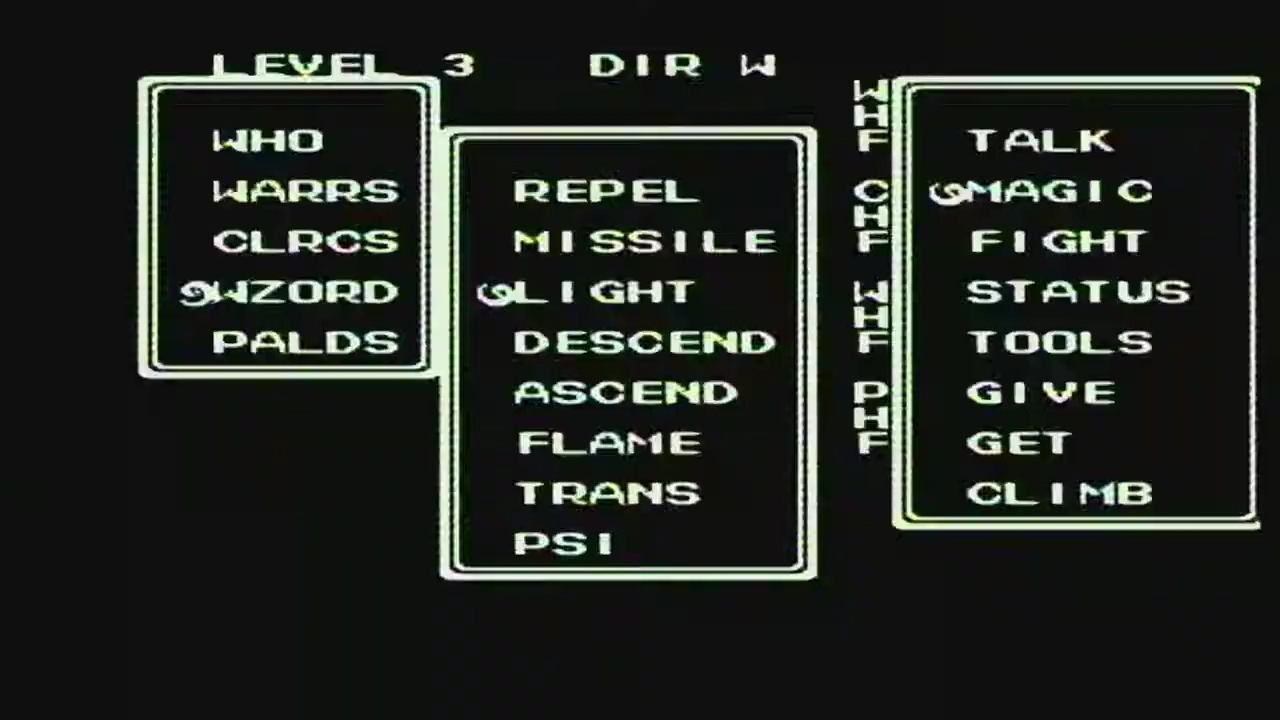 LEVEL 3 DIR W
WHO
WARRS
CLRCS
WZORD
PALDS
REPEL
MISSILE
LIGHT
DESCEND
ASCEND
FLAME
TRANS
PSI
W
H
F
C
H
F
W
H
F
P
H
F
TALK
MAGIC
FIGHT
STATUS
TOOLS
GIVE
GET
CLIMB